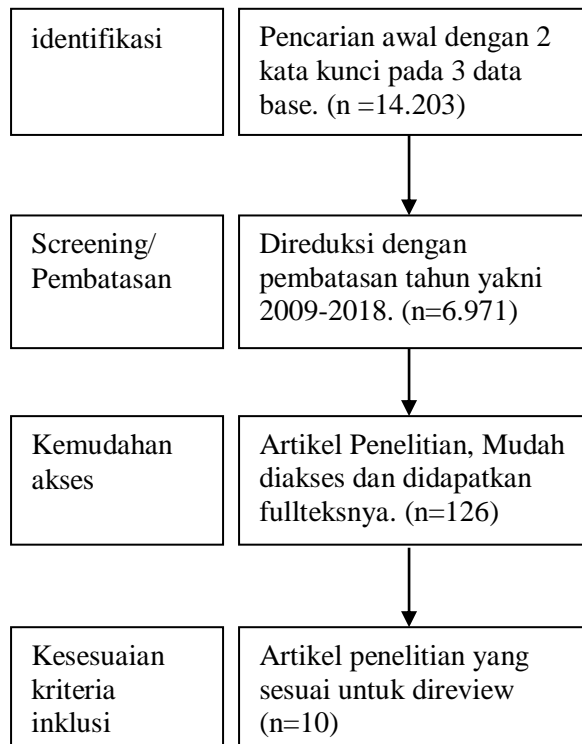 identifikasi
Pencarian awal dengan 2
kata kunci pada 3 data
base. (n =14.203)
Screening/
Pembatasan
Direduksi dengan
pembatasan tahun yakni
2009-2018. (n=6.971)
Kemudahan
akses
Artikel Penelitian, Mudah
diakses dan didapatkan
fullteksnya. (n=126)
Kesesuaian
kriteria
inklusi
Artikel penelitian yang
sesuai untuk direview
(n=10)